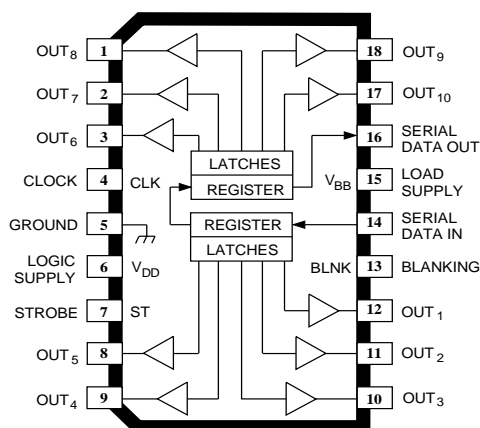 OUT8 1 18 OUT9
OUT7 2 17 OUT10
OUT6 3 16 SERIAL DATA OUT
LATCHES
REGISTER
CLOCK 4 CLK VBB 15 LOAD SUPPLY
GROUND 5 14 SERIAL DATA IN
REGISTER
LATCHES
LOGIC SUPPLY 6 VDD BLNK 13 BLANKING
STROBE 7 ST 12 OUT1
OUT5 8 11 OUT2
OUT4 9 10 OUT3